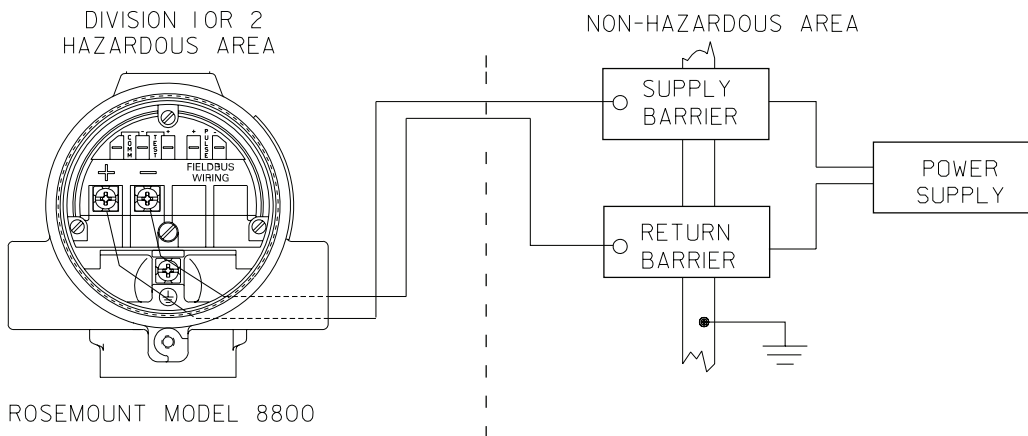 DIVISION 1 OR 2
HAZARDOUS AREA
NON-HAZARDOUS AREA
SUPPLY
BARRIER
POWER
SUPPLY
RETURN
BARRIER
- +
+ -
COMM
TEST
PULSE
FIELDBUS
WIRING
+ -
ROSEMOUNT MODEL 8800